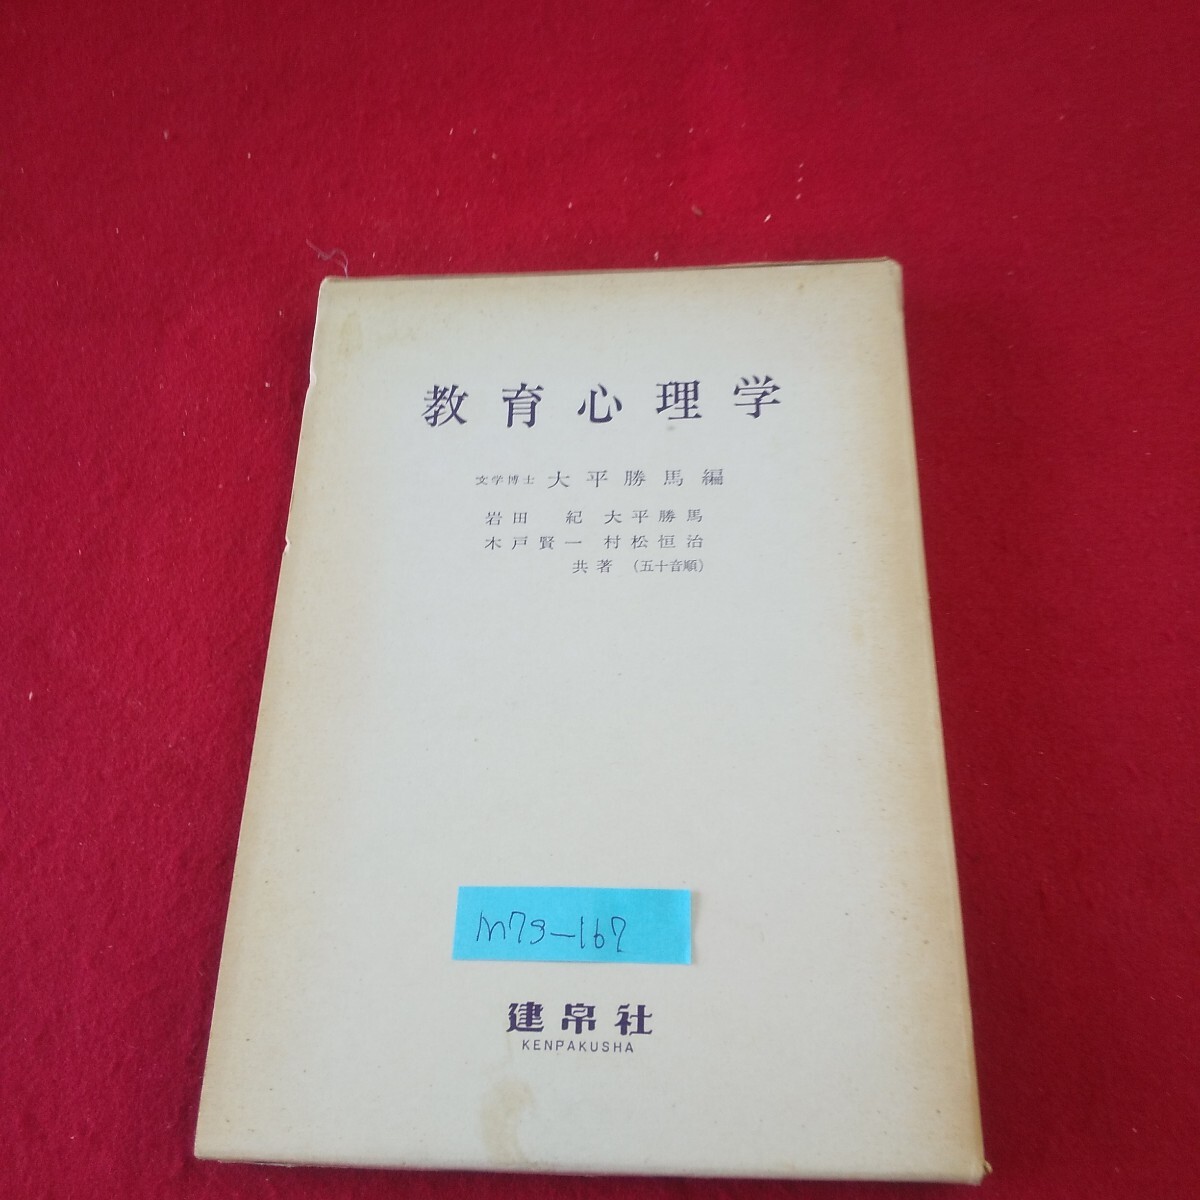 教育心理学
文学博士 大平勝馬編
岩田 紀 大平勝馬
木戸賢一 村松恒治
共著 (五十音順)
m73-167
建帛社
KENPAKUSHA